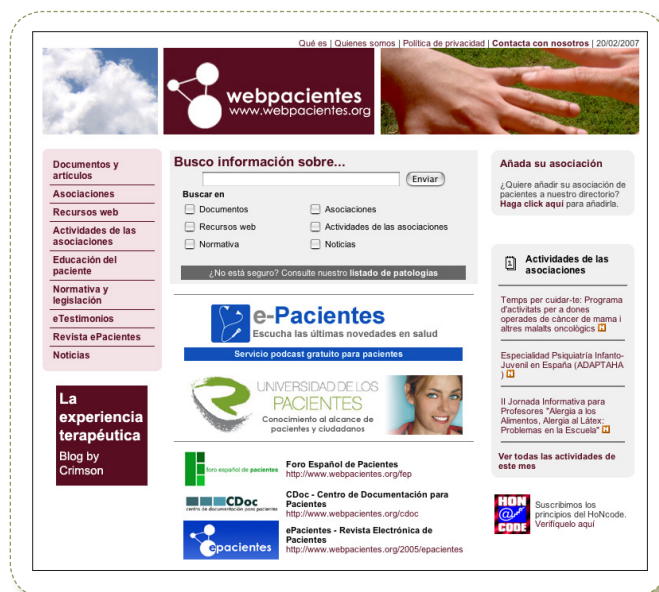 Qué es | Quienes somos | Política de privacidad | Contacta con nosotros | 20/02/2007
webpacientes
www.webpacientes.org
Documentos y
artículos
Asociaciones
Recursos web
Actividades de las
asociaciones
Educación del
paciente
Normativa y
legislación
eTestimonios
Revista ePacientes
Noticias
La
experiencia
terapéutica
Blog by
Crimson
Busco información sobre...
Enviar
Buscar en
Documentos
Asociaciones
Recursos web
Actividades de las asociaciones
Normativa
Noticias
¿No está seguro? Consulte nuestro listado de patologías
e-Pacientes
Escucha las últimas novedades en salud
Servicio podcast gratuito para pacientes
UNIVERSIDAD DE LOS
PACIENTES
Conocimiento al alcance de
pacientes y ciudadanos
foro español de pacientes
Foro Español de Pacientes
http://www.webpacientes.org/fep
CDoc
centro de documentación para pacientes
CDoc - Centro de Documentación para
Pacientes
http://www.webpacientes.org/cdoc
epacientes
ePacientes - Revista Electrónica de
Pacientes
http://www.webpacientes.org/2005/epacientes
Añada su asociación
¿Quiere añadir su asociación de
pacientes a nuestro directorio?
Haga click aquí para añadirla.
1
Actividades de las
asociaciones
Temps per cuidar-te: Programa
d'activitats per a dones
operades de càncer de mama i
altres malalts oncològics N
Especialidad Psiquiatría Infanto-
Juvenil en España (ADAPTAHA
) N
II Jornada Informativa para
Profesores "Alergia a los
Alimentos, Alergia al Látex:
Problemas en la Escuela" N
Ver todas las actividades de
este mes
HON
@
CODE
Suscribimos los
principios del HoNcode.
Verifíquelo aquí